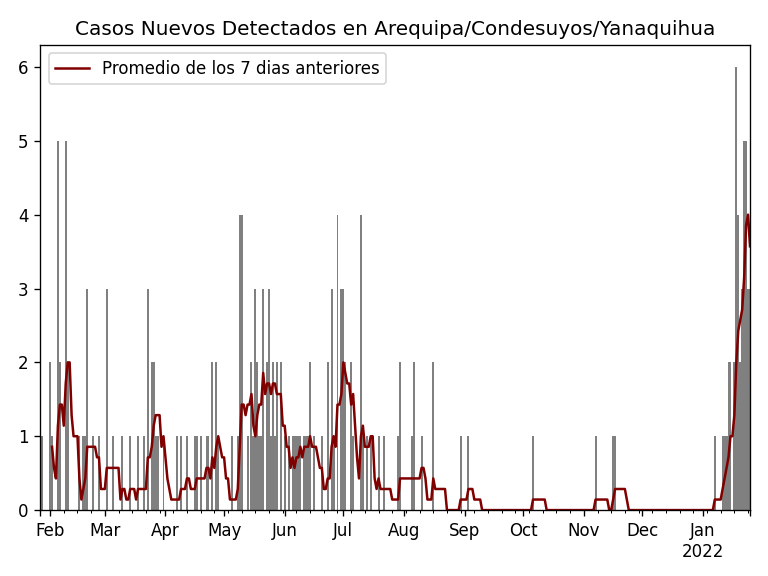 Casos Nuevos Detectados en Arequipa/Condesuyos/Yanaquihua
Promedio de los 7 dias anteriores
6
5
4
3
2
1
0
Feb Mar Apr May Jun Jul Aug Sep Oct Nov Dec Jan
2022